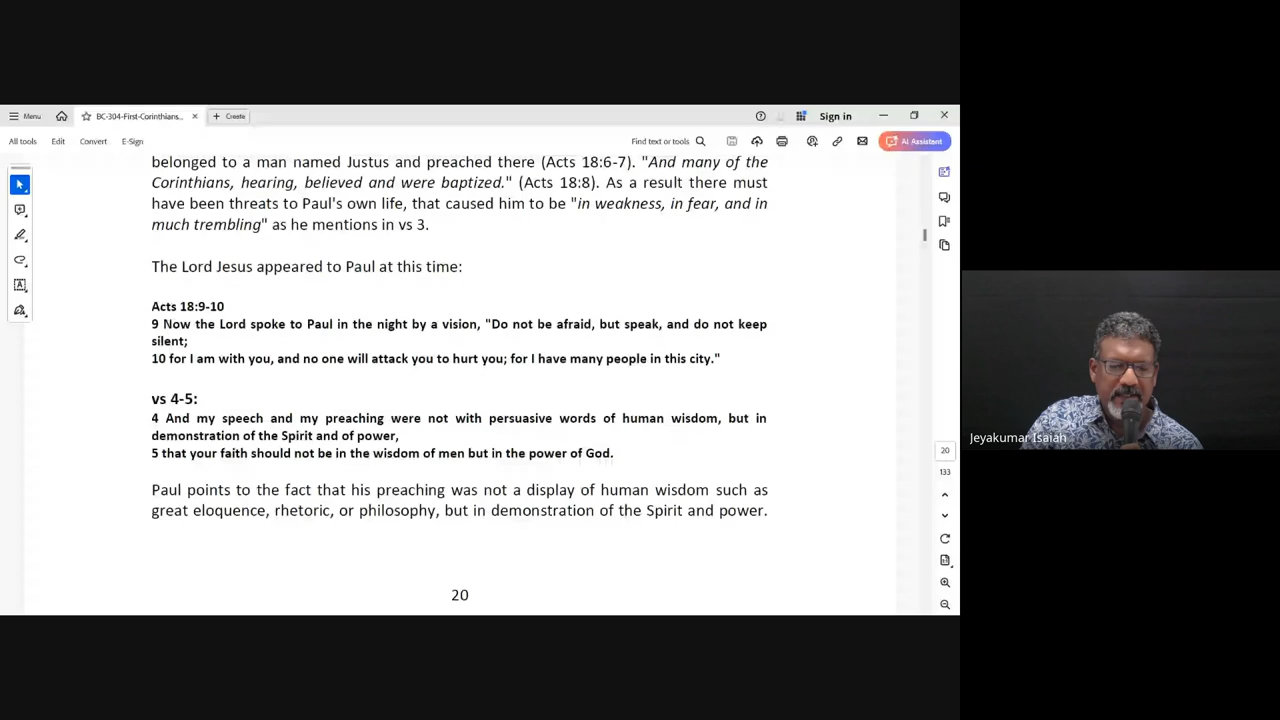 Menu
BC-304-First-Corinthians...
Create
Sign in
All tools
Edit
Convert
E-Sign
Find text or tools
AI Assistant
belonged to a man named Justus and preached there (Acts 18:6-7). "And many of the
Corinthians, hearing, believed and were baptized." (Acts 18:8). As a result there must
have been threats to Paul's own life, that caused him to be "in weakness, in fear, and in
much trembling" as he mentions in vs 3.
The Lord Jesus appeared to Paul at this time:
Acts 18:9-10
9 Now the Lord spoke to Paul in the night by a vision, "Do not be afraid, but speak, and do not keep
silent;
10 for I am with you, and no one will attack you to hurt you; for I have many people in this city."
vs 4-5:
4 And my speech and my preaching were not with persuasive words of human wisdom, but in
demonstration of the Spirit and of power,
5 that your faith should not be in the wisdom of men but in the power of God.
Paul points to the fact that his preaching was not a display of human wisdom such as
great eloquence, rhetoric, or philosophy, but in demonstration of the Spirit and power.
20
20
133
Jeyakumar Isaiah